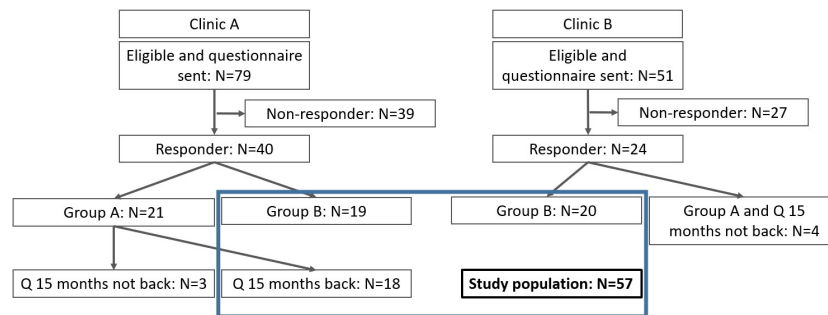 Clinic A
Clinic B
Eligible and questionnaire
sent: N=79
Eligible and
questionnaire sent: N=51
Non-responder: N=39
Non-responder: N=27
Responder: N=40
Responder: N=24
Group A: N=21
Group B: N=19
Group B: N=20
Group A and Q 15
months not back: N=4
Q 15 months not back: N=3
Q 15 months back: N=18
Study population: N=57